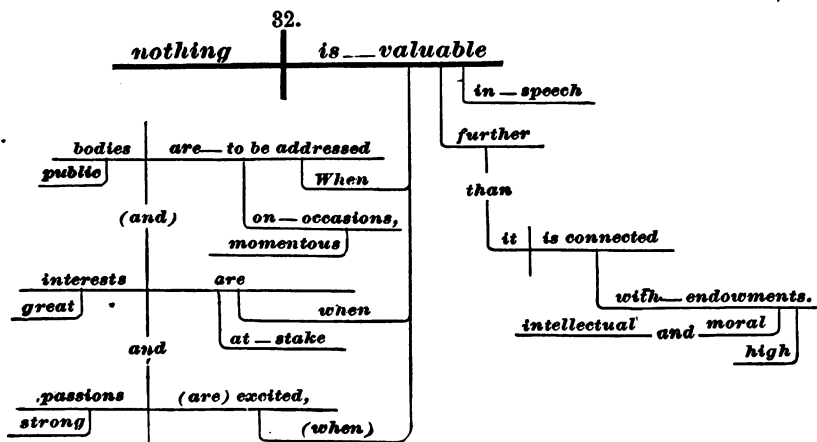 32.
nothing is valuable
in speech
further
than
it is connected
with endowments.
intellectual and moral
high
bodies are to be addressed
public When
(and) on occasions,
momentous
interests are
great when
at stake
and
passions (are) excited,
strong (when)